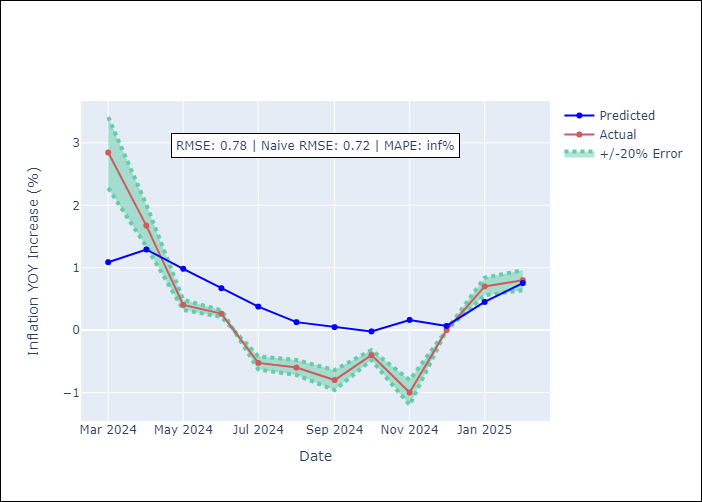 RMSE: 0.78 | Naive RMSE: 0.72 | MAPE: inf%
Predicted
Actual
+/-20% Error
Inflation YOY Increase (%)
3
2
1
0
−1
Mar 2024
May 2024
Jul 2024
Sep 2024
Nov 2024
Jan 2025
Date